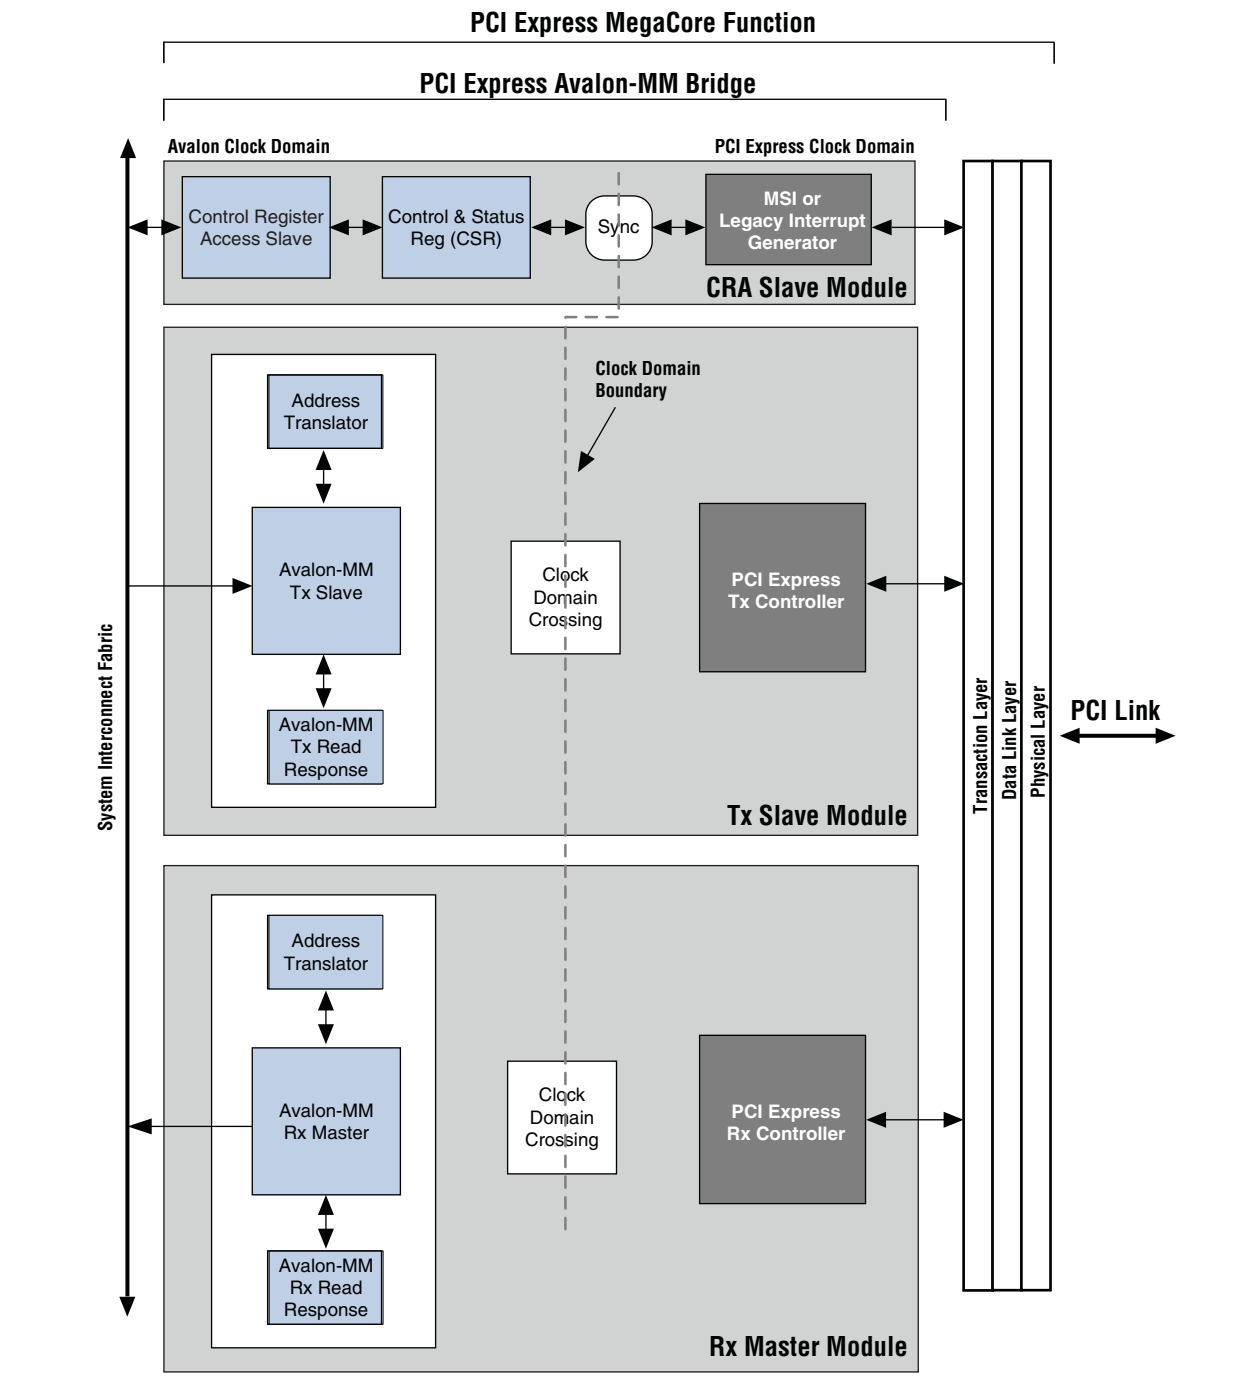 PCI Express MegaCore Function
PCI Express Avalon-MM Bridge
Avalon Clock Domain
PCI Express Clock Domain
Control Register
Access Slave
Control & Status
Reg (CSR)
Sync
MSI or
Legacy Interrupt
Generator
CRA Slave Module
Clock Domain
Boundary
Address
Translator
Avalon-MM
Tx Slave
Avalon-MM
Tx Read
Response
Clock
Domain
Crossing
PCI Express
Tx Controller
Tx Slave Module
System Interconnect Fabric
Transaction Layer
Data Link Layer
Physical Layer
PCI Link
Address
Translator
Avalon-MM
Rx Master
Avalon-MM
Rx Read
Response
Clock
Domain
Crossing
PCI Express
Rx Controller
Rx Master Module